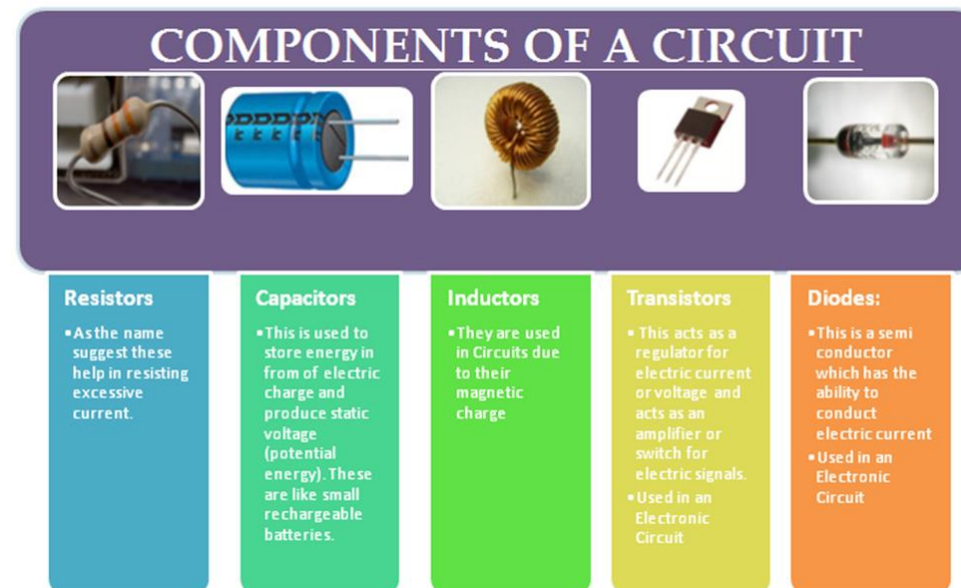 COMPONENTS OF A CIRCUIT
Resistors
▪As the name
suggest these
help in resisting
excessive
current.
Capacitors
▪This is used to
store energy in
from of electric
charge and
produce static
voltage
(potential
energy). These
are like small
rechargeable
batteries.
Inductors
▪They are used
in Circuits due
to their
magnetic
charge
Transistors
▪ This acts as a
regulator for
electric current
or voltage and
acts as an
amplifier or
switch for
electric signals.
▪Used in an
Electronic
Circuit
Diodes:
▪This is a semi
conductor
which has the
ability to
conduct
electric current
▪Used in an
Electronic
Circuit